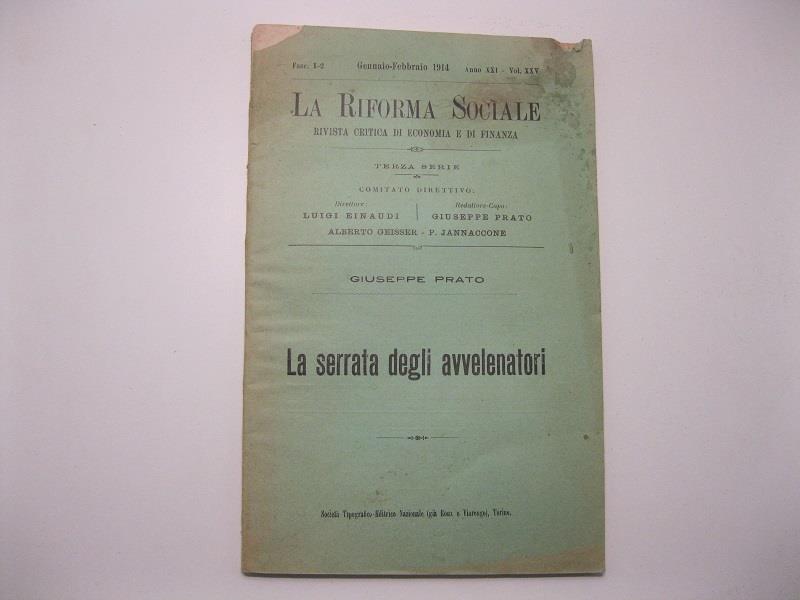 Fasc. 1-2 Gennaio-Febbraio 1914 Anno XXI - Vol. XXV
LA RIFORMA SOCIALE
RIVISTA CRITICA DI ECONOMIA E DI FINANZA
TERZA SERIE
COMITATO DIRETTIVO:
Direttore: Redattore-Capo:
LUIGI EINAUDI GIUSEPPE PRATO
ALBERTO GEISSER - P. JANNACCONE
GIUSEPPE PRATO
La serrata degli avvelenatori
Società Tipografico-Editrice Nazionale (già Roux e Viarengo), Torino.